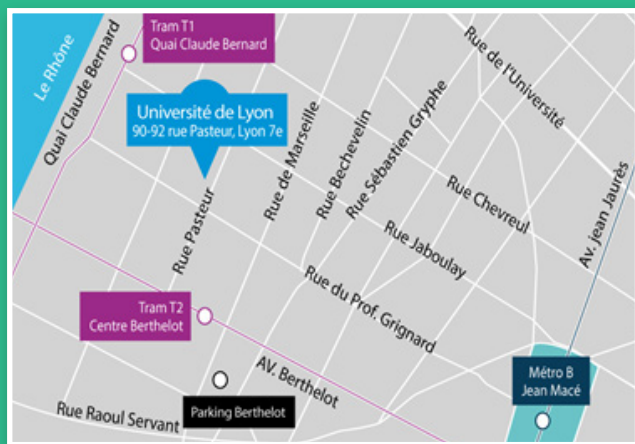 Tram T1
Quai Claude Bernard
Le Rhône
Quai Claude Bernard
Université de Lyon
90-92 rue Pasteur, Lyon 7e
Rue de l'Université
Rue de Marseille
Rue Bechevelin
Rue Sébastien Gryphe
Rue Chevreul
Av. jean Jaurès
Rue Pasteur
Rue Jaboulay
Rue du Prof. Grignard
Tram T2
Centre Berthelot
AV. Berthelot
Métro B
Jean Macé
Parking Berthelot
Rue Raoul Servant